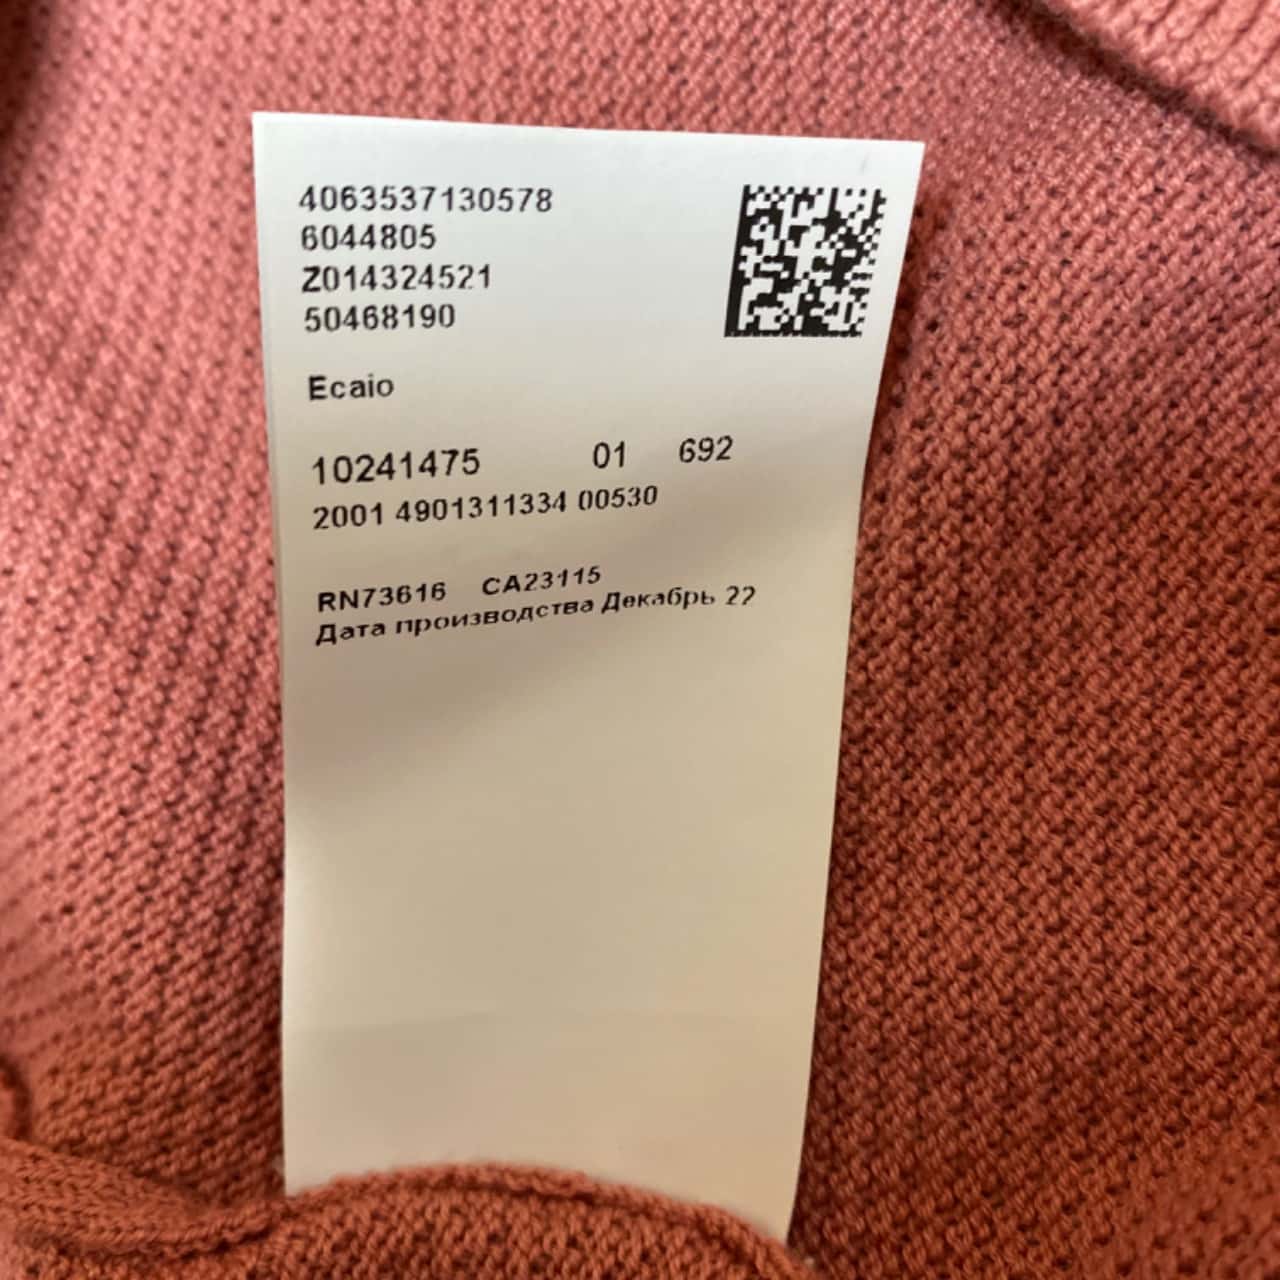 4063537130578
6044805
Z014324521
50468190
Ecaio
10241475 01 692
2001 4901311334 00530
RN73616 CA23115
Дата производства Декабрь 22